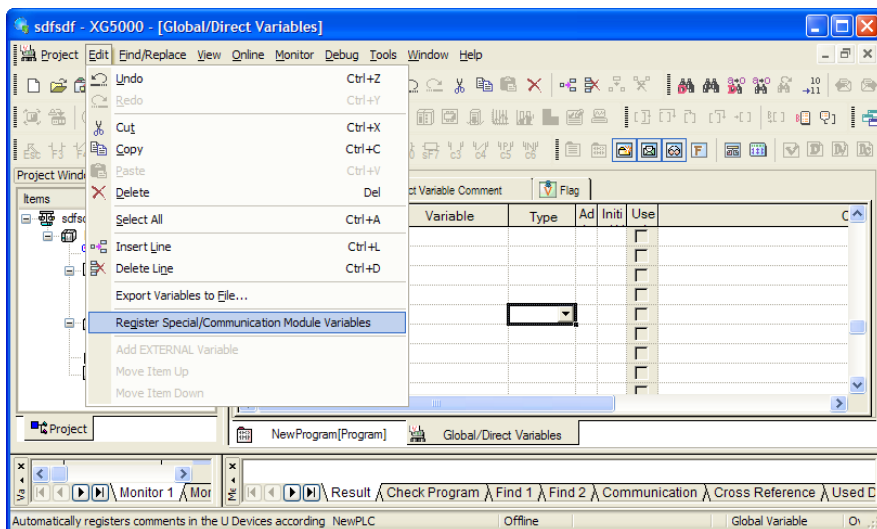 sdfsdf - XG5000 - [Global/Direct Variables]
Project Edit Find/Replace View Online Monitor Debug Tools Window Help
Undo Ctrl+Z
Redo Ctrl+Y
Cut Ctrl+X
Copy Ctrl+C
Paste Ctrl+V
Delete Del
Select All Ctrl+A
Insert Line Ctrl+L
Delete Line Ctrl+D
Export Variables to File...
Register Special/Communication Module Variables
Add EXTERNAL Variable
Move Item Up
Move Item Down
Project Wind
Items
sdfsd
Project
ct Variable Comment Flag
Variable Type Ad Initi Use C
NewProgram[Program] Global/Direct Variables
Monitor 1 Mor
Result Check Program Find 1 Find 2 Communication Cross Reference Used D
Automatically registers comments in the U Devices according NewPLC Offline Global Variable